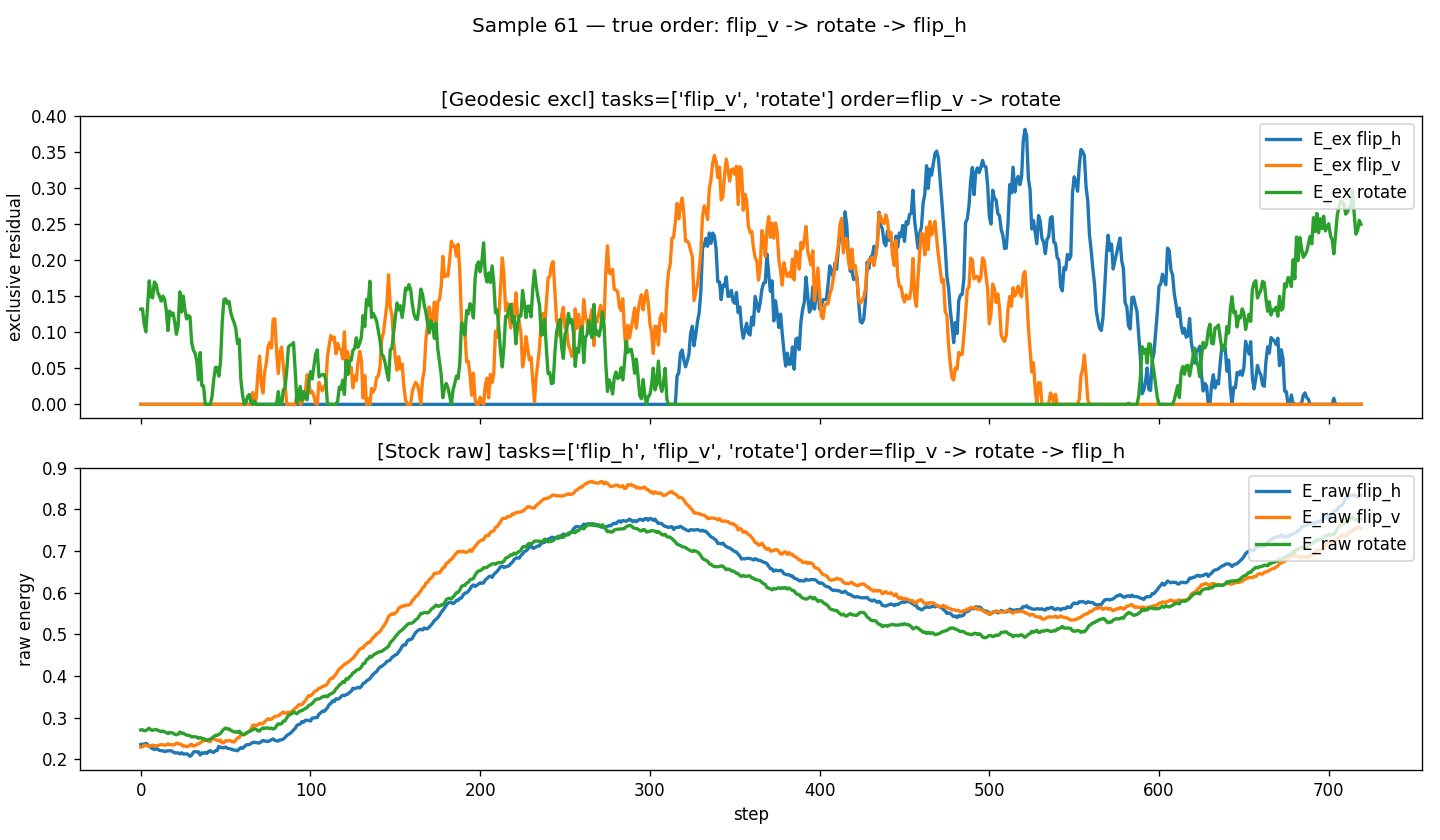 Sample 61 — true order: flip_v -> rotate -> flip_h
[Geodesic excl] tasks=['flip_v', 'rotate'] order=flip_v -> rotate
exclusive residual
0.40
0.35
0.30
0.25
0.20
0.15
0.10
0.05
0.00
E_ex flip_h
E_ex flip_v
E_ex rotate
[Stock raw] tasks=['flip_h', 'flip_v', 'rotate'] order=flip_v -> rotate -> flip_h
raw energy
0.9
0.8
0.7
0.6
0.5
0.4
0.3
0.2
E_raw flip_h
E_raw flip_v
E_raw rotate
0 100 200 300 400 500 600 700
step